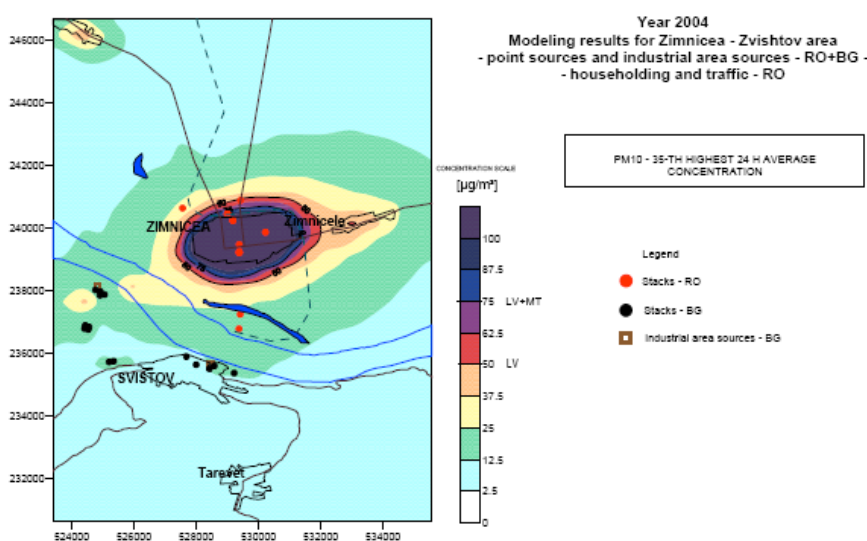 Year 2004
Modeling results for Zimnicea - Zvishtov area
- point sources and industrial area sources - RO+BG -
- householding and traffic - RO
PM10 - 35-TH HIGHEST 24 H AVERAGE
CONCENTRATION
CONCENTRATION SCALE
[µg/m³]
100
87.5
75 LV+MT
62.5
50 LV
37.5
25
12.5
2.5
0
Legend
Stacks - RO
Stacks - BG
Industrial area sources - BG
246000
244000
242000
240000
238000
236000
234000
232000
ZIMNICEA
Zimnicele
SVISTOV
Tarevet
524000 526000 528000 530000 532000 534000